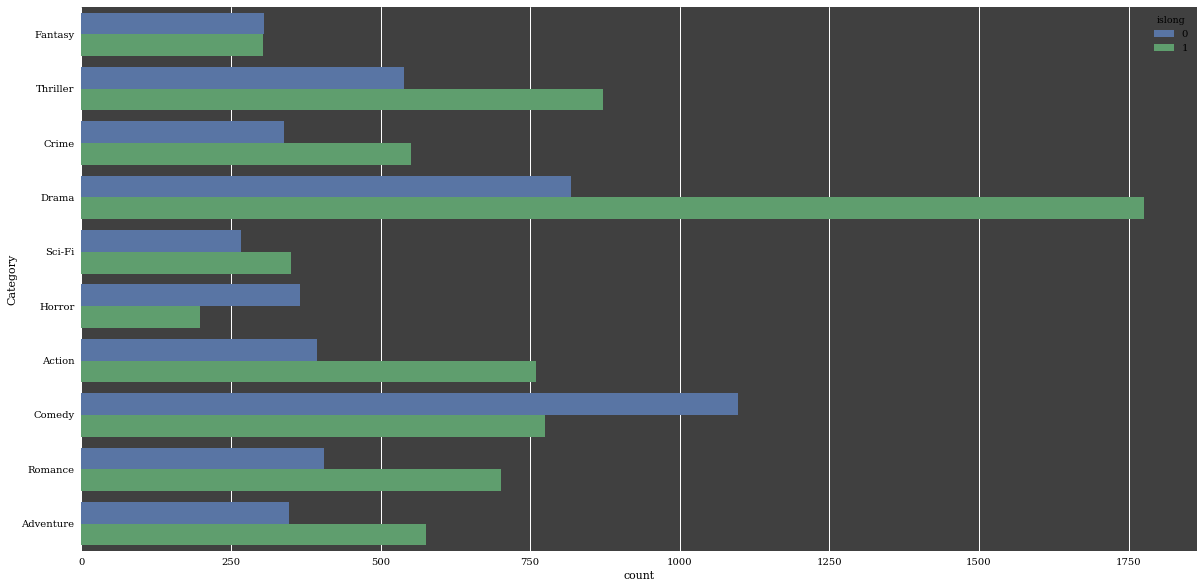 islong
0
1
Fantasy
Thriller
Crime
Drama
Sci-Fi
Horror
Action
Comedy
Romance
Adventure
Category
0 250 500 750 1000 1250 1500 1750
count